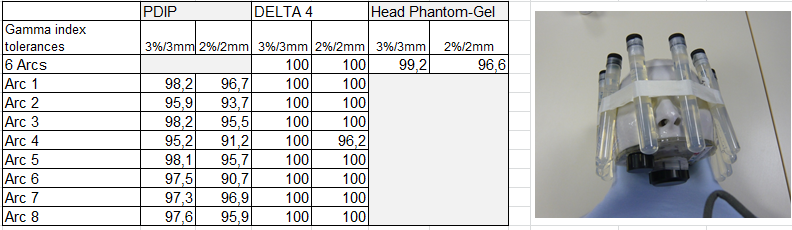 PDIP DELTA 4 Head Phantom-Gel
Gamma index
tolerances 3%/3mm 2%/2mm 3%/3mm 2%/2mm 3%/3mm 2%/2mm
6 Arcs 100 100 99,2 96,6
Arc 1 98,2 96,7 100 100
Arc 2 95,9 93,7 100 100
Arc 3 98,2 95,5 100 100
Arc 4 95,2 91,2 100 96,2
Arc 5 98,1 95,7 100 100
Arc 6 97,5 90,7 100 100
Arc 7 97,3 96,9 100 100
Arc 8 97,6 95,9 100 100